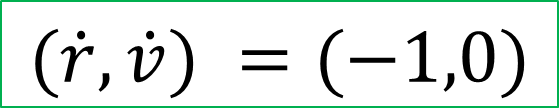 (ṙ, v̇) = (−1,0)